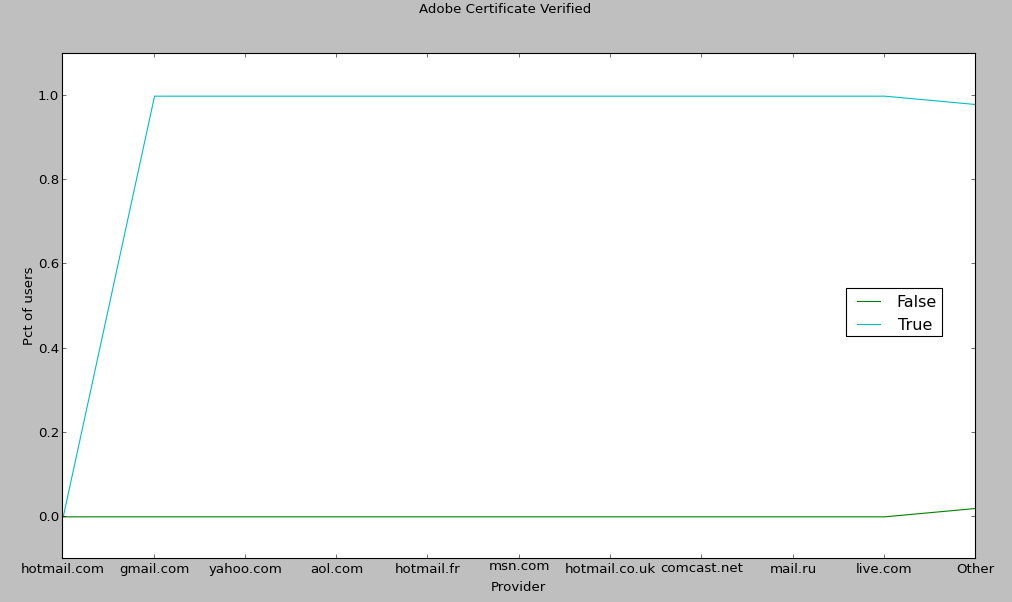 Adobe Certificate Verified
Pct of users
1.0
0.8
0.6
0.4
0.2
0.0
False
True
hotmail.com gmail.com yahoo.com aol.com hotmail.fr msn.com hotmail.co.uk comcast.net mail.ru live.com Other
Provider